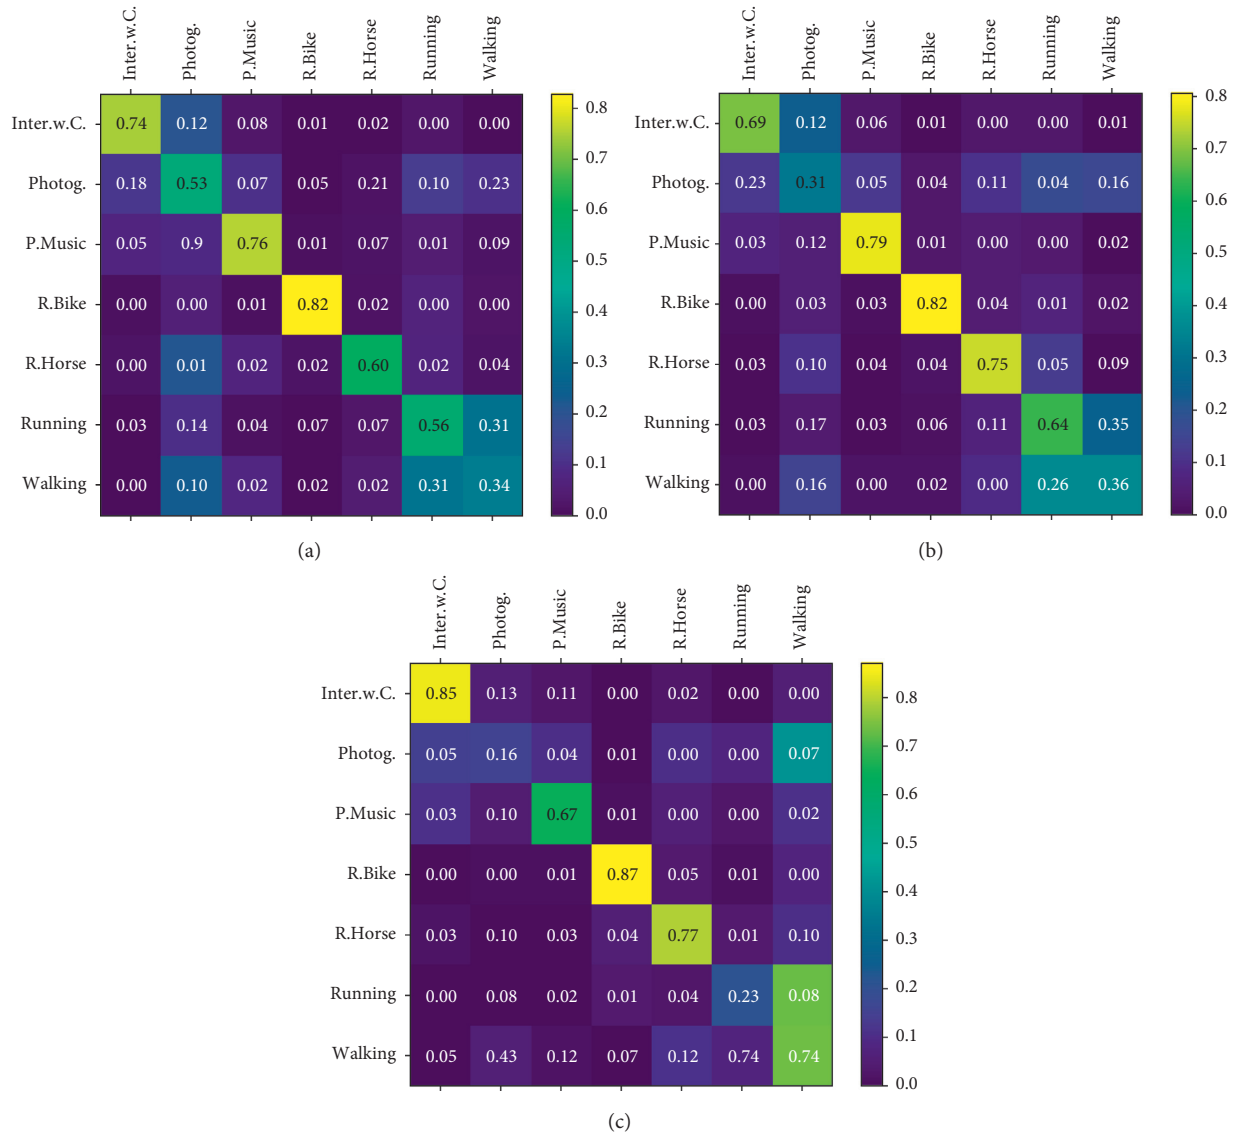 Inter.w.C. Photog. P.Music R.Bike R.Horse Running Walking
Inter.w.C. 0.74 0.12 0.08 0.01 0.02 0.00 0.00
Photog. 0.18 0.53 0.07 0.05 0.21 0.10 0.23
P.Music 0.05 0.9 0.76 0.01 0.07 0.01 0.09
R.Bike 0.00 0.00 0.01 0.82 0.02 0.00 0.00
R.Horse 0.00 0.01 0.02 0.02 0.60 0.02 0.04
Running 0.03 0.14 0.04 0.07 0.07 0.56 0.31
Walking 0.00 0.10 0.02 0.02 0.02 0.31 0.34
0.8
0.7
0.6
0.5
0.4
0.3
0.2
0.1
0.0
(a)
Inter.w.C. Photog. P.Music R.Bike R.Horse Running Walking
Inter.w.C. 0.69 0.12 0.06 0.01 0.00 0.00 0.01
Photog. 0.23 0.31 0.05 0.04 0.11 0.04 0.16
P.Music 0.03 0.12 0.79 0.01 0.00 0.00 0.02
R.Bike 0.00 0.03 0.03 0.82 0.04 0.01 0.02
R.Horse 0.03 0.10 0.04 0.04 0.75 0.05 0.09
Running 0.03 0.17 0.03 0.06 0.11 0.64 0.35
Walking 0.00 0.16 0.00 0.02 0.00 0.26 0.36
0.8
0.7
0.6
0.5
0.4
0.3
0.2
0.1
0.0
(b)
Inter.w.C. Photog. P.Music R.Bike R.Horse Running Walking
Inter.w.C. 0.85 0.13 0.11 0.00 0.02 0.00 0.00
Photog. 0.05 0.16 0.04 0.01 0.00 0.00 0.07
P.Music 0.03 0.10 0.67 0.01 0.00 0.00 0.02
R.Bike 0.00 0.00 0.01 0.87 0.05 0.01 0.00
R.Horse 0.03 0.10 0.03 0.04 0.77 0.01 0.10
Running 0.00 0.08 0.02 0.01 0.04 0.23 0.08
Walking 0.05 0.43 0.12 0.07 0.12 0.74 0.74
0.8
0.7
0.6
0.5
0.4
0.3
0.2
0.1
0.0
(c)